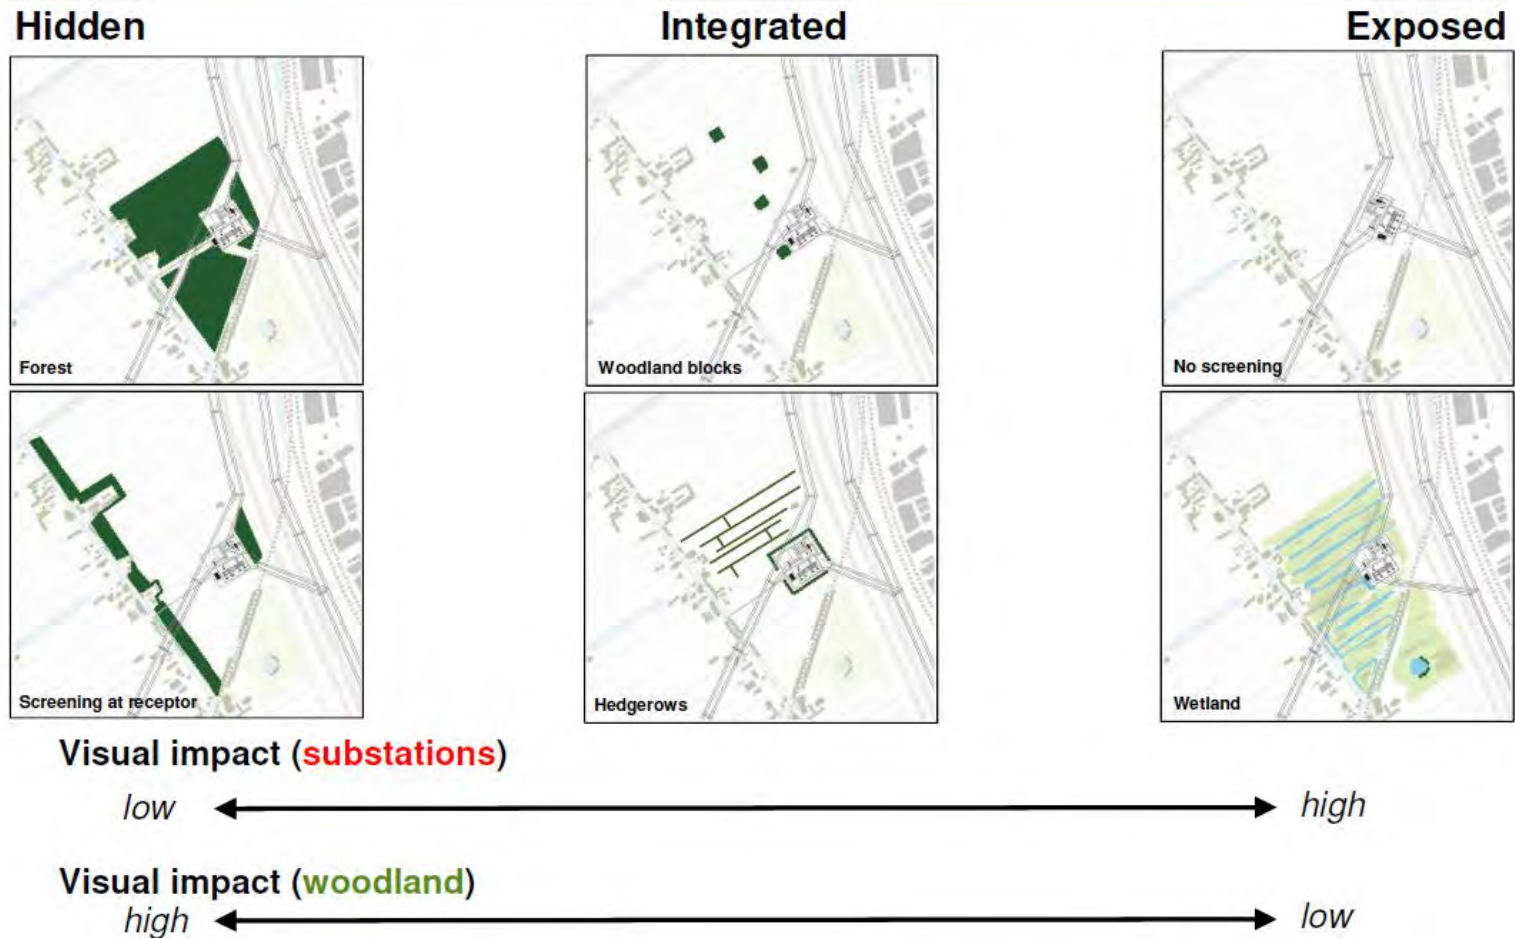 Hidden
Integrated
Exposed
Forest
Woodland blocks
No screening
Screening at receptor
Hedgerows
Wetland
Visual impact (substations)
low
high
Visual impact (woodland)
high
low